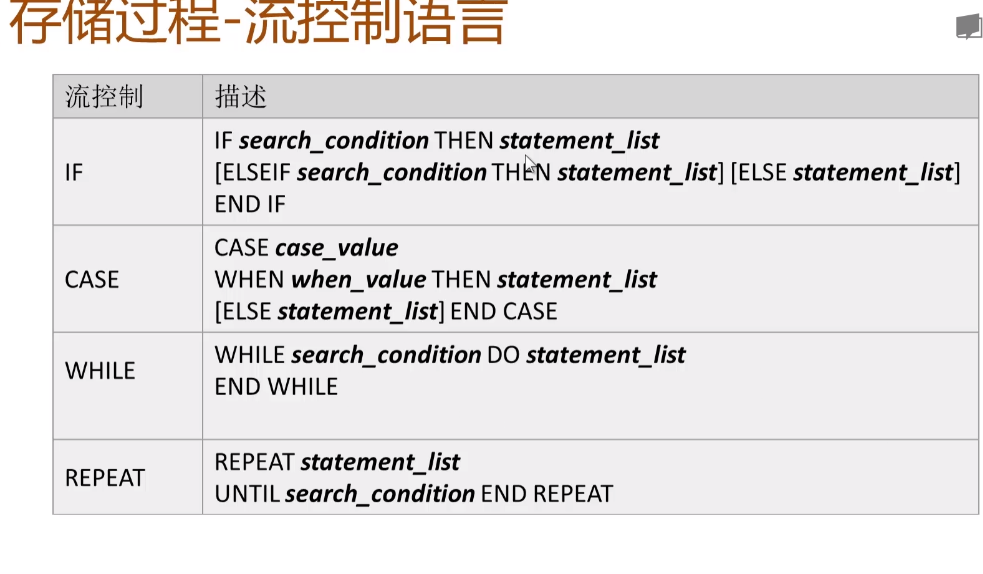 存储过程-流控制语言
流控制 描述
IF
IF search_condition THEN statement_list
[ELSEIF search_condition THEN statement_list] [ELSE statement_list]
END IF
CASE
CASE case_value
WHEN when_value THEN statement_list
[ELSE statement_list] END CASE
WHILE
WHILE search_condition DO statement_list
END WHILE
REPEAT
REPEAT statement_list
UNTIL search_condition END REPEAT